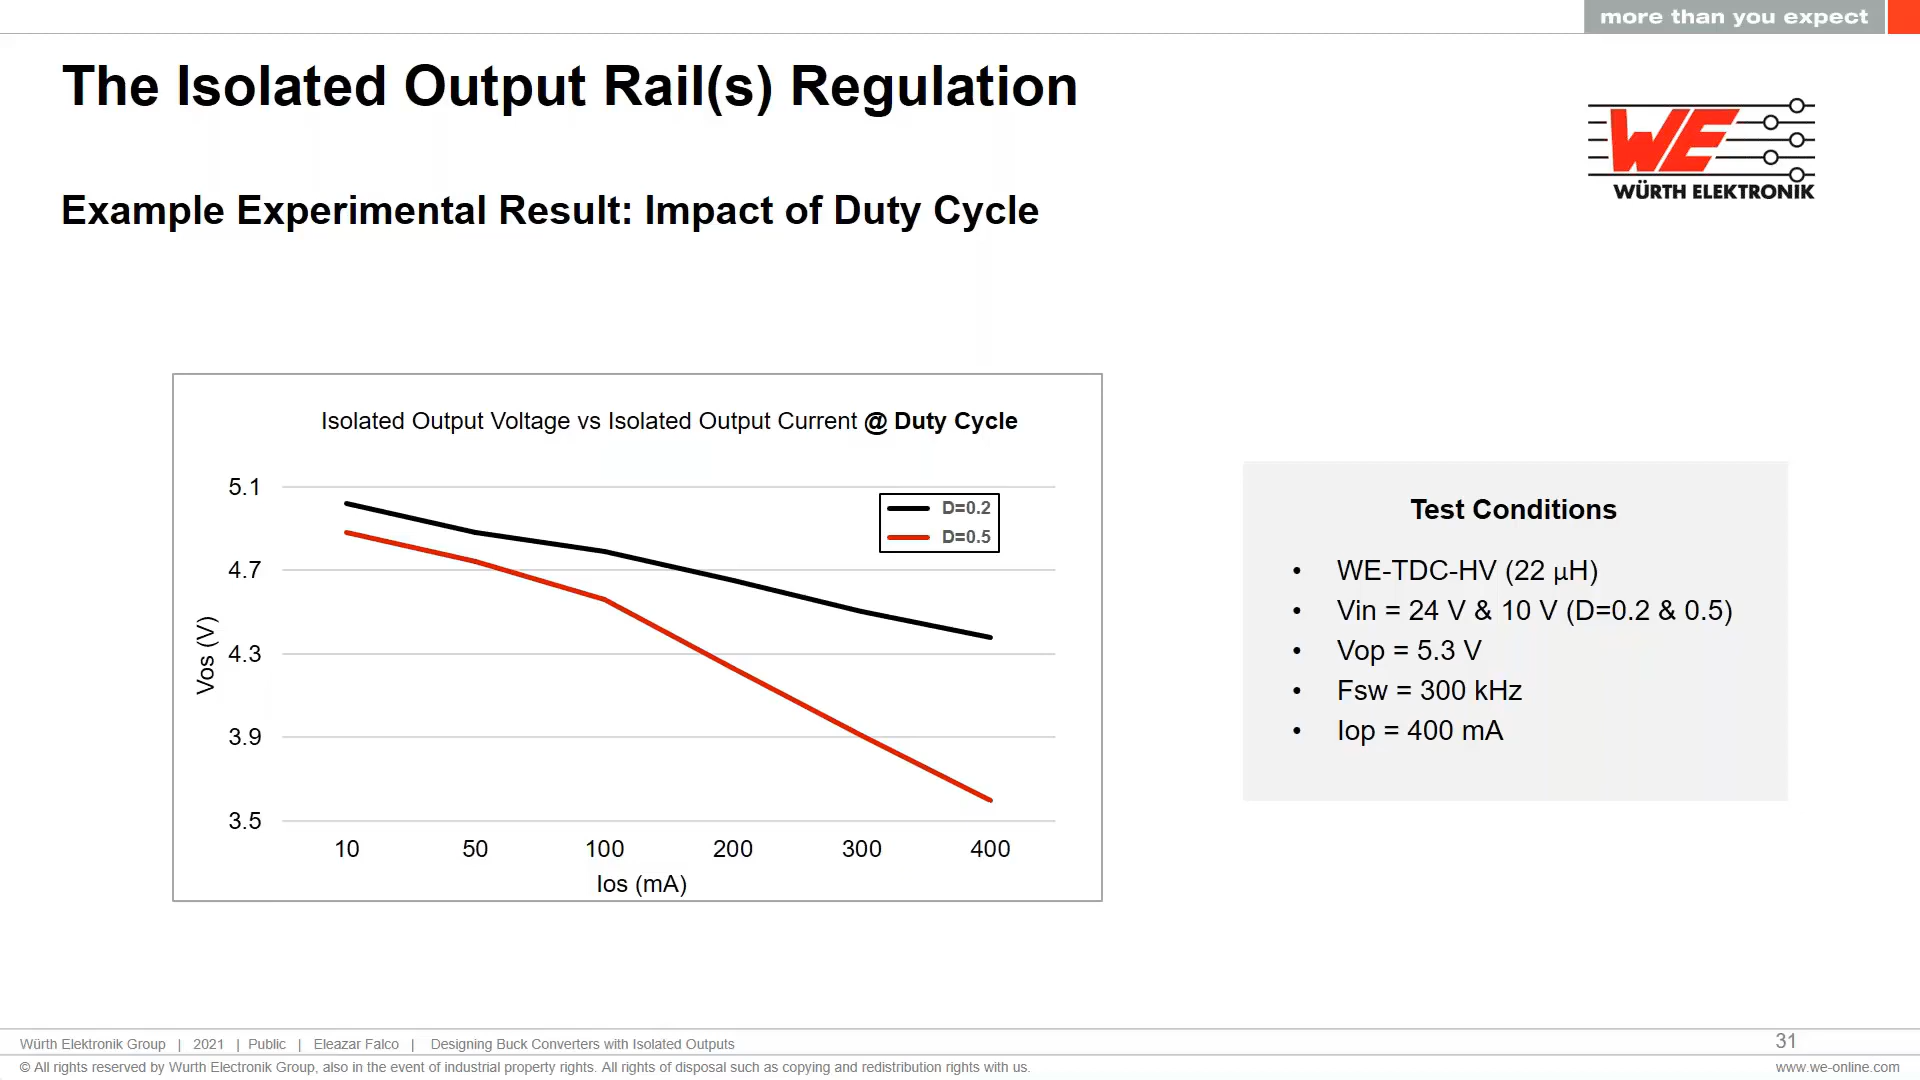 more than you expect
The Isolated Output Rail(s) Regulation
WE
WÜRTH ELEKTRONIK
Example Experimental Result: Impact of Duty Cycle
Isolated Output Voltage vs Isolated Output Current @ Duty Cycle
5.1
4.7
4.3
3.9
3.5
Vos (V)
D=0.2
D=0.5
10 50 100 200 300 400
Ios (mA)
Test Conditions
• WE-TDC-HV (22 µH)
• Vin = 24 V & 10 V (D=0.2 & 0.5)
• Vop = 5.3 V
• Fsw = 300 kHz
• Iop = 400 mA
Würth Elektronik Group | 2021 | Public | Eleazar Falco | Designing Buck Converters with Isolated Outputs
31
© All rights reserved by Wurth Electronik Group, also in the event of industrial property rights. All rights of disposal such as copying and redistribution rights with us.
www.we-online.com